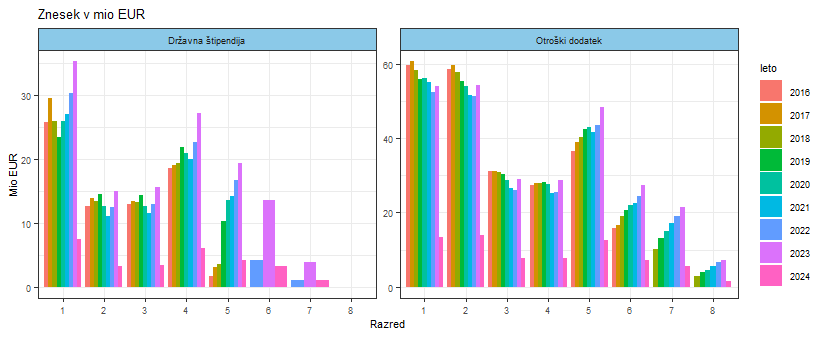 Znesek v mio EUR
Državna štipendija
Otroški dodatek
Mio EUR
30
20
10
0
60
40
20
0
1 2 3 4 5 6 7 8
1 2 3 4 5 6 7 8
Razred
leto
2016
2017
2018
2019
2020
2021
2022
2023
2024